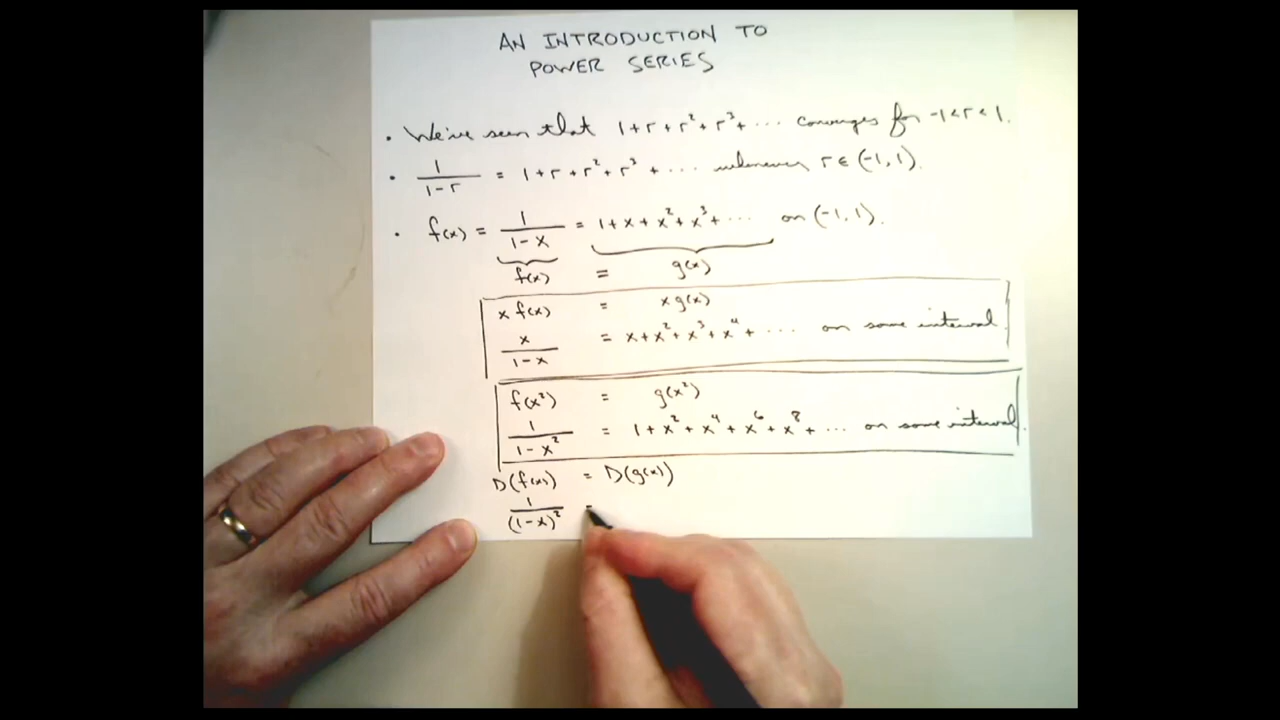 AN INTRODUCTION TO
POWER SERIES
• We've seen that 1 + r + r² + r³ + ··· converges for -1 < r < 1.
• 1/(1-r) = 1 + r + r² + r³ + ··· whenever r ∈ (-1, 1).
• f(x) = 1/(1-x) = 1 + x + x² + x³ + ··· on (-1, 1).
f(x) = g(x)
x f(x) = x g(x)
x/(1-x) = x + x² + x³ + x⁴ + ··· on some interval
f(x²) = g(x²)
1/(1-x²) = 1 + x² + x⁴ + x⁶ + x⁸ + ··· on some interval.
D(f(x)) = D(g(x))
1/(1-x)² =